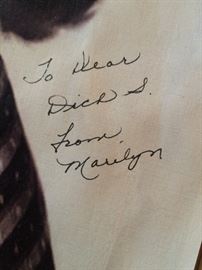 To Dear
Dick S.
from,
Marilyn